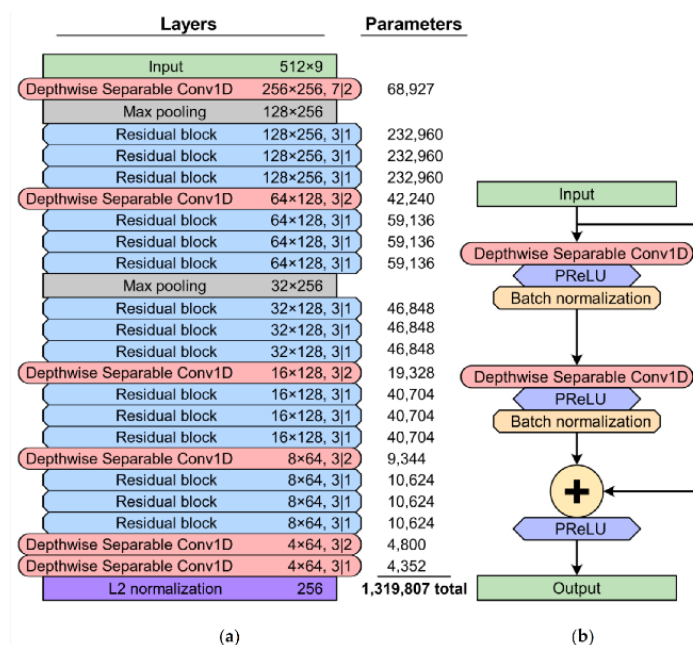 Layers Parameters
Input 512×9
Depthwise Separable Conv1D 256×256, 7|2 68,927
Max pooling 128×256
Residual block 128×256, 3|1 232,960
Residual block 128×256, 3|1 232,960
Residual block 128×256, 3|1 232,960
Depthwise Separable Conv1D 64×128, 3|2 42,240
Residual block 64×128, 3|1 59,136
Residual block 64×128, 3|1 59,136
Residual block 64×128, 3|1 59,136
Max pooling 32×256
Residual block 32×128, 3|1 46,848
Residual block 32×128, 3|1 46,848
Residual block 32×128, 3|1 46,848
Depthwise Separable Conv1D 16×128, 3|2 19,328
Residual block 16×128, 3|1 40,704
Residual block 16×128, 3|1 40,704
Residual block 16×128, 3|1 40,704
Depthwise Separable Conv1D 8×64, 3|2 9,344
Residual block 8×64, 3|1 10,624
Residual block 8×64, 3|1 10,624
Residual block 8×64, 3|1 10,624
Depthwise Separable Conv1D 4×64, 3|2 4,800
Depthwise Separable Conv1D 4×64, 3|1 4,352
L2 normalization 256 1,319,807 total
(a)
Input
Depthwise Separable Conv1D
PReLU
Batch normalization
Depthwise Separable Conv1D
PReLU
Batch normalization
+
PReLU
Output
(b)